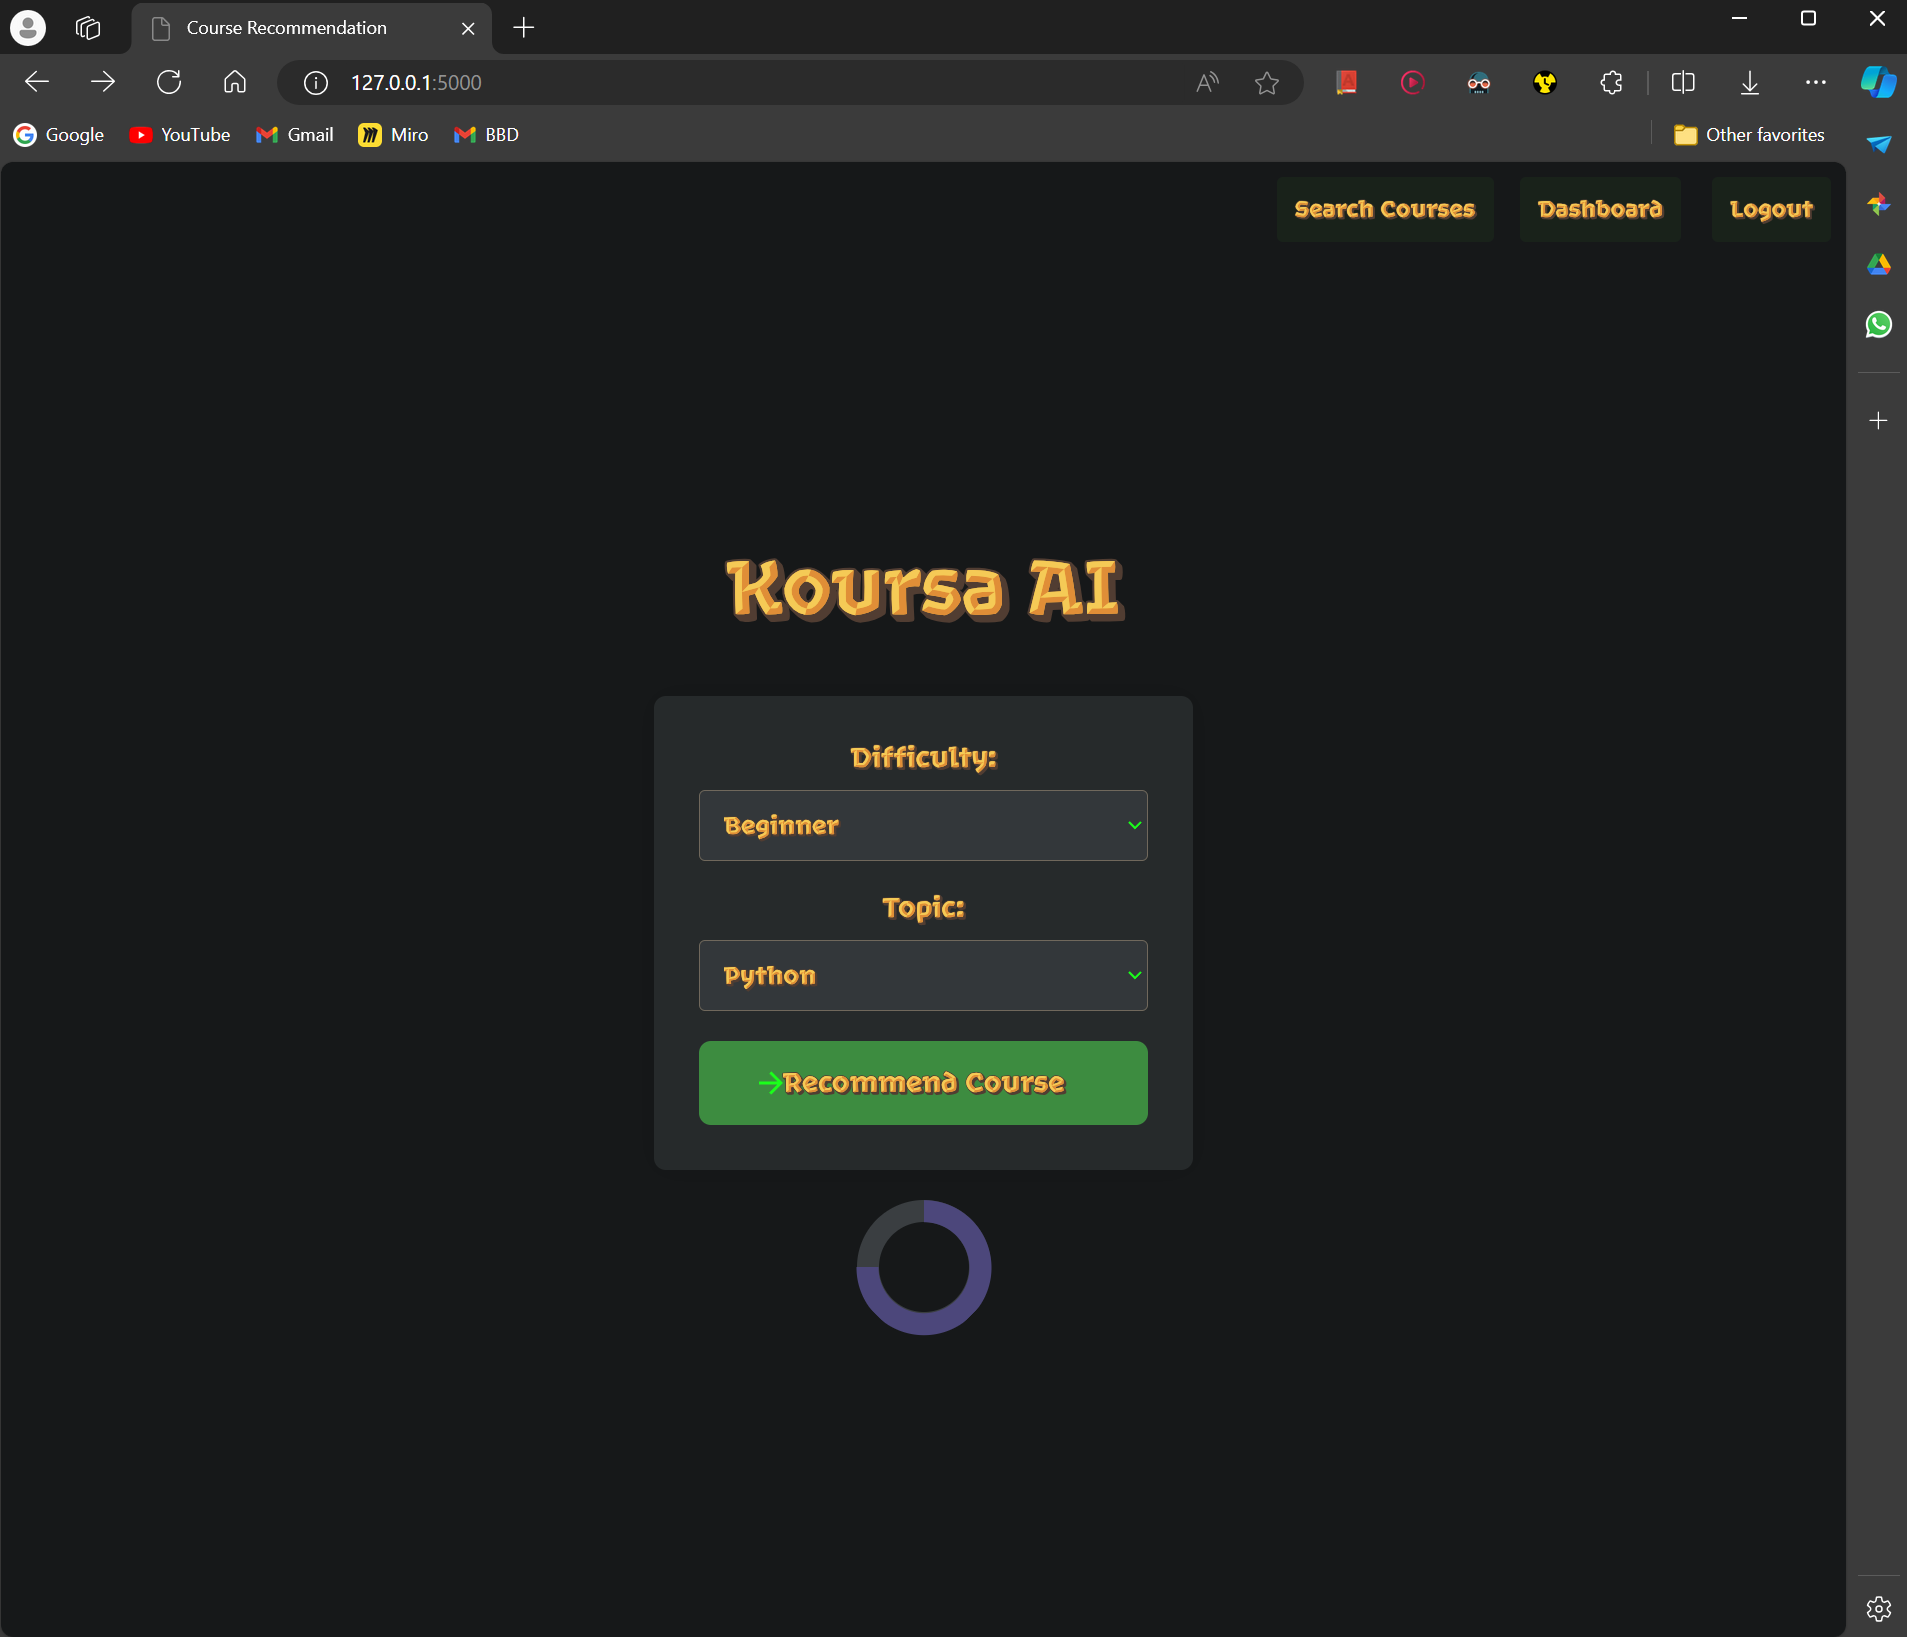 Course Recommendation
127.0.0.1:5000
Google YouTube Gmail Miro BBD Other favorites
Search Courses Dashboard Logout
Koursa AI
Difficulty:
Beginner
Topic:
Python
→Recommend Course